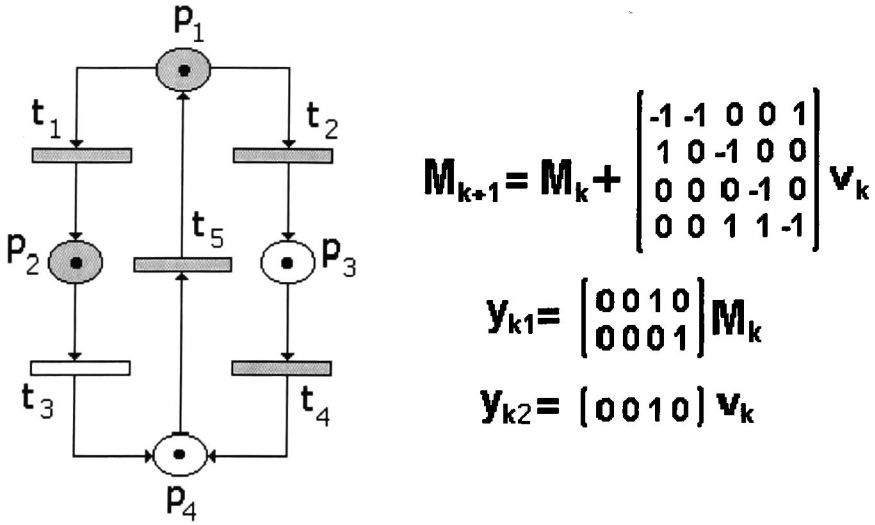 p1
t1
t2
p2
t5
p3
t3
t4
p4
Mk+1= Mk+ [-1 -1 0 0 1
1 0 -1 0 0
0 0 0 -1 0
0 0 1 1 -1] vk
yk1= [0 0 1 0
0 0 0 1] Mk
yk2= [0 0 1 0] vk